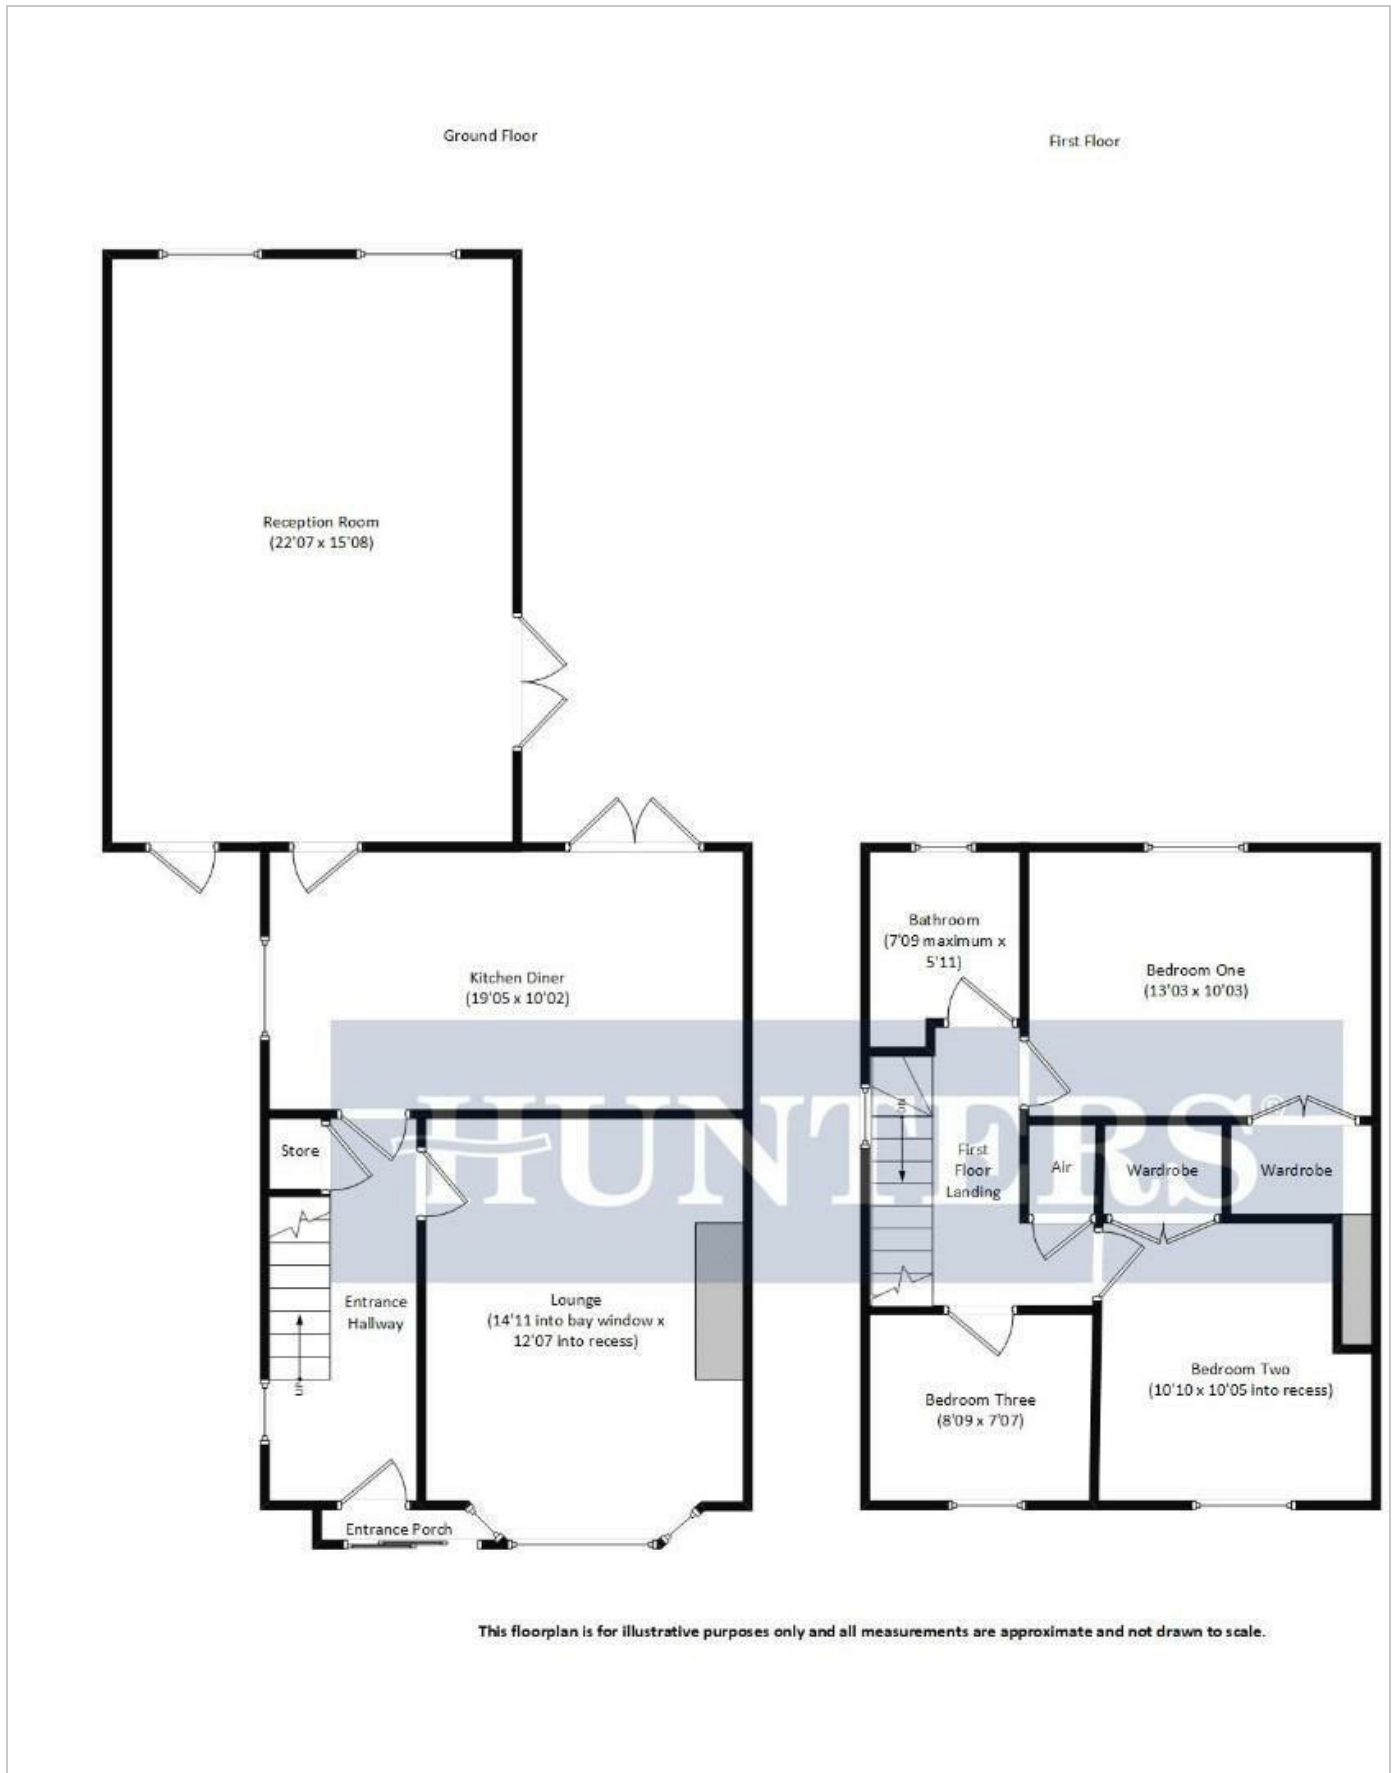 Ground Floor
First Floor
Reception Room
(22'07 x 15'08)
Kitchen Diner
(19'05 x 10'02)
Store
Entrance
Hallway
UP
Lounge
(14'11 into bay window x
12'07 into recess)
Entrance Porch
Bathroom
(7'09 maximum x
5'11)
Bedroom One
(13'03 x 10'03)
First
Floor
Landing
Air
Wardrobe
Wardrobe
Bedroom Two
(10'10 x 10'05 into recess)
Bedroom Three
(8'09 x 7'07)
HUNTERS®
This floorplan is for illustrative purposes only and all measurements are approximate and not drawn to scale.